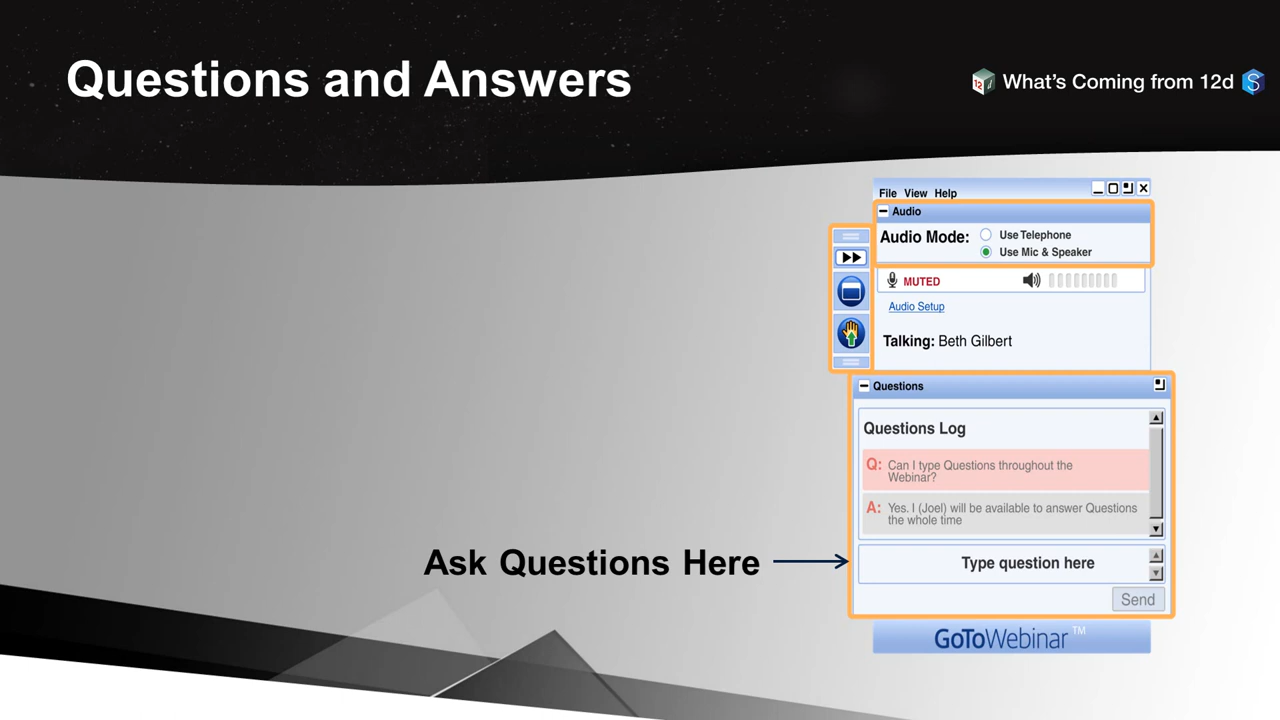 Questions and Answers
12d What's Coming from 12d S
File View Help
Audio
Audio Mode:
Use Telephone
Use Mic & Speaker
MUTED
Audio Setup
Talking: Beth Gilbert
Questions
Questions Log
Q: Can I type Questions throughout the
Webinar?
A: Yes. I (Joel) will be available to answer Questions
the whole time
Ask Questions Here
Type question here
Send
GoToWebinar™